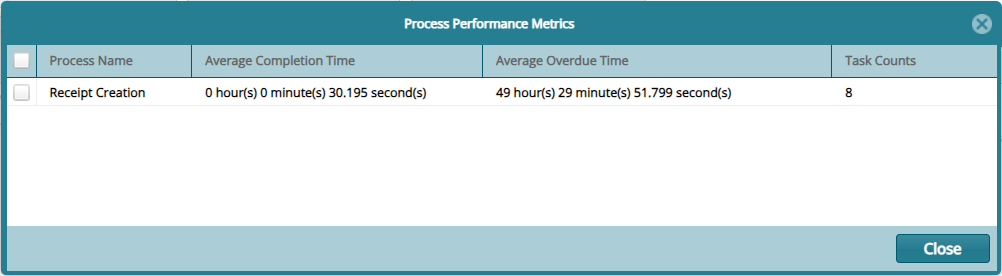 Process Performance Metrics
Process Name Average Completion Time Average Overdue Time Task Counts
Receipt Creation 0 hour(s) 0 minute(s) 30.195 second(s) 49 hour(s) 29 minute(s) 51.799 second(s) 8
Close